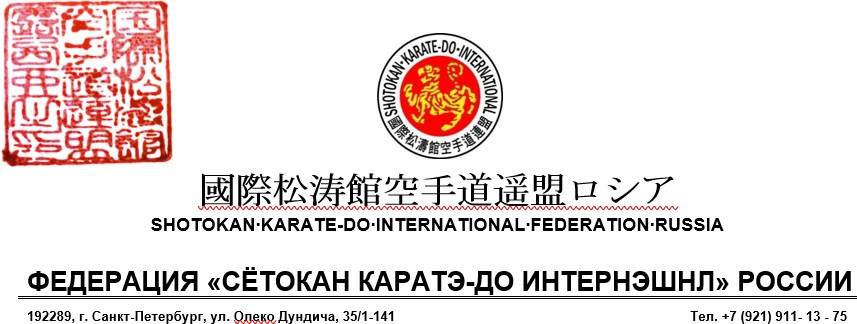 SHOTOKAN·KARATE-DO·INTERNATIONAL
國際松濤館空手道連盟
國際松涛館空手道遥盟ロシア
SHOTOKAN·KARATE-DO·INTERNATIONAL·FEDERATION·RUSSIA
ФЕДЕРАЦИЯ «СЁТОКАН КАРАТЭ-ДО ИНТЕРНЭШНЛ» РОССИИ
192289, г. Санкт-Петербург, ул. Олеко Дундича, 35/1-141 Тел. +7 (921) 911- 13 - 75